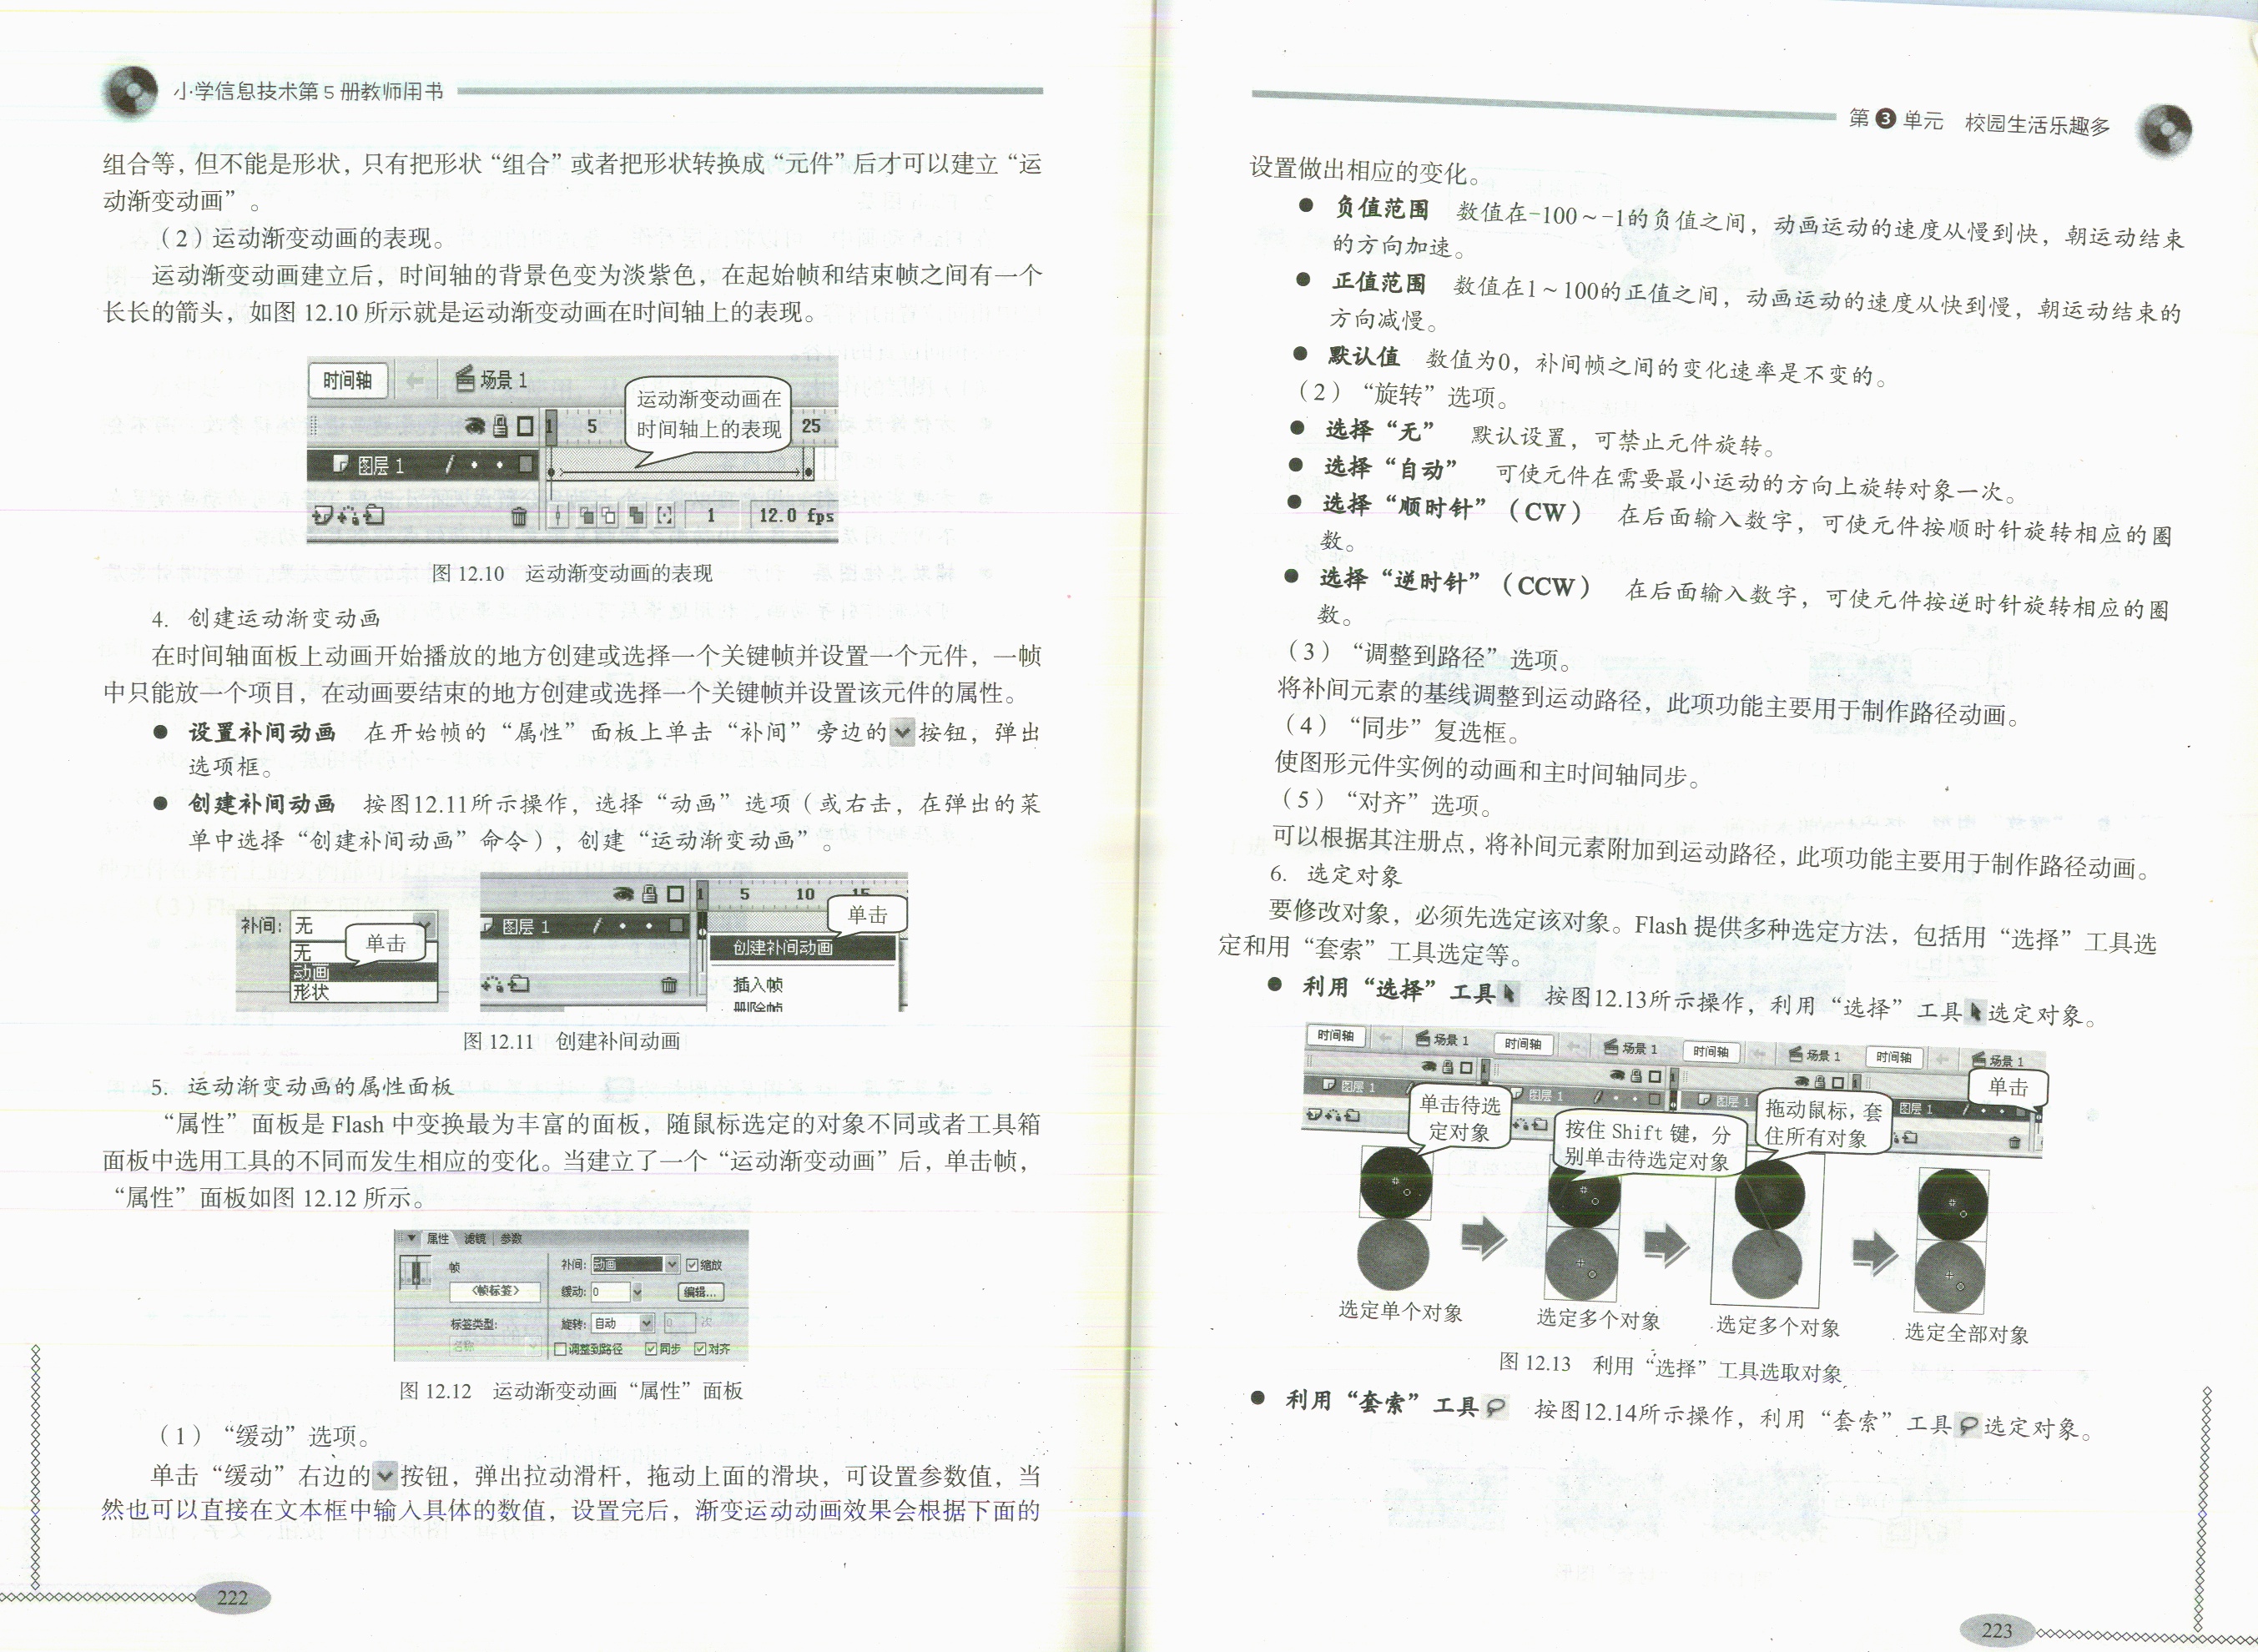 小学信息技术第5册教师用书
组合等，但不能是形状，只有把形状“组合”或者把形状转换成“元件”后才可以建立“运
动渐变动画”。
（2）运动渐变动画的表现。
运动渐变动画建立后，时间轴的背景色变为淡紫色，在起始帧和结束帧之间有一个
长长的箭头，如图 12.10 所示就是运动渐变动画在时间轴上的表现。
时间轴 场景 1
运动渐变动画在
时间轴上的表现
1 5 25
图层 1
1 12.0 fps
图 12.10 运动渐变动画的表现
4. 创建运动渐变动画
在时间轴面板上动画开始播放的地方创建或选择一个关键帧并设置一个元件，一帧
中只能放一个项目，在动画要结束的地方创建或选择一个关键帧并设置该元件的属性。
● 设置补间动画 在开始帧的“属性”面板上单击“补间”旁边的按钮，弹出
选项框。
● 创建补间动画 按图12.11所示操作，选择“动画”选项（或右击，在弹出的菜
单中选择“创建补间动画”命令），创建“运动渐变动画”。
补间: 无
单击
无
动画
形状
1 5 10 15
单击
图层 1
创建补间动画
插入帧
删除帧
图 12.11 创建补间动画
5. 运动渐变动画的属性面板
“属性”面板是 Flash 中变换最为丰富的面板，随鼠标选定的对象不同或者工具箱
面板中选用工具的不同而发生相应的变化。当建立了一个“运动渐变动画”后，单击帧，
“属性”面板如图 12.12 所示。
属性 滤镜 参数
帧 补间: 动画 缩放
<帧标签> 缓动: 0 编辑...
标签类型: 旋转: 自动 0 次
名称 调整到路径 同步 对齐
图 12.12 运动渐变动画“属性”面板
（1）“缓动”选项。
单击“缓动”右边的按钮，弹出拉动滑杆，拖动上面的滑块，可设置参数值，当
然也可以直接在文本框中输入具体的数值，设置完后，渐变运动动画效果会根据下面的
222
第3单元 校园生活乐趣多
设置做出相应的变化。
● 负值范围 数值在-100～-1的负值之间，动画运动的速度从慢到快，朝运动结束
的方向加速。
● 正值范围 数值在1～100的正值之间，动画运动的速度从快到慢，朝运动结束的
方向减慢。
● 默认值 数值为0，补间帧之间的变化速率是不变的。
（2）“旋转”选项。
● 选择“无” 默认设置，可禁止元件旋转。
● 选择“自动” 可使元件在需要最小运动的方向上旋转对象一次。
● 选择“顺时针”（CW） 在后面输入数字，可使元件按顺时针旋转相应的圈
数。
● 选择“逆时针”（CCW） 在后面输入数字，可使元件按逆时针旋转相应的圈
数。
（3）“调整到路径”选项。
将补间元素的基线调整到运动路径，此项功能主要用于制作路径动画。
（4）“同步”复选框。
使图形元件实例的动画和主时间轴同步。
（5）“对齐”选项。
可以根据其注册点，将补间元素附加到运动路径，此项功能主要用于制作路径动画。
6. 选定对象
要修改对象，必须先选定该对象。Flash 提供多种选定方法，包括用“选择”工具选
定和用“套索”工具选定等。
● 利用“选择”工具 按图12.13所示操作，利用“选择”工具选定对象。
时间轴 场景 1 时间轴 场景 1 时间轴 场景 1 时间轴 场景 1
图层 1 图层 1 图层 1 图层 1
单击待选
定对象
按住 Shift 键，分
别单击待选定对象
拖动鼠标，套
住所有对象
单击
选定单个对象 选定多个对象 选定多个对象 选定全部对象
图 12.13 利用“选择”工具选取对象
● 利用“套索”工具 按图12.14所示操作，利用“套索”工具选定对象。
223